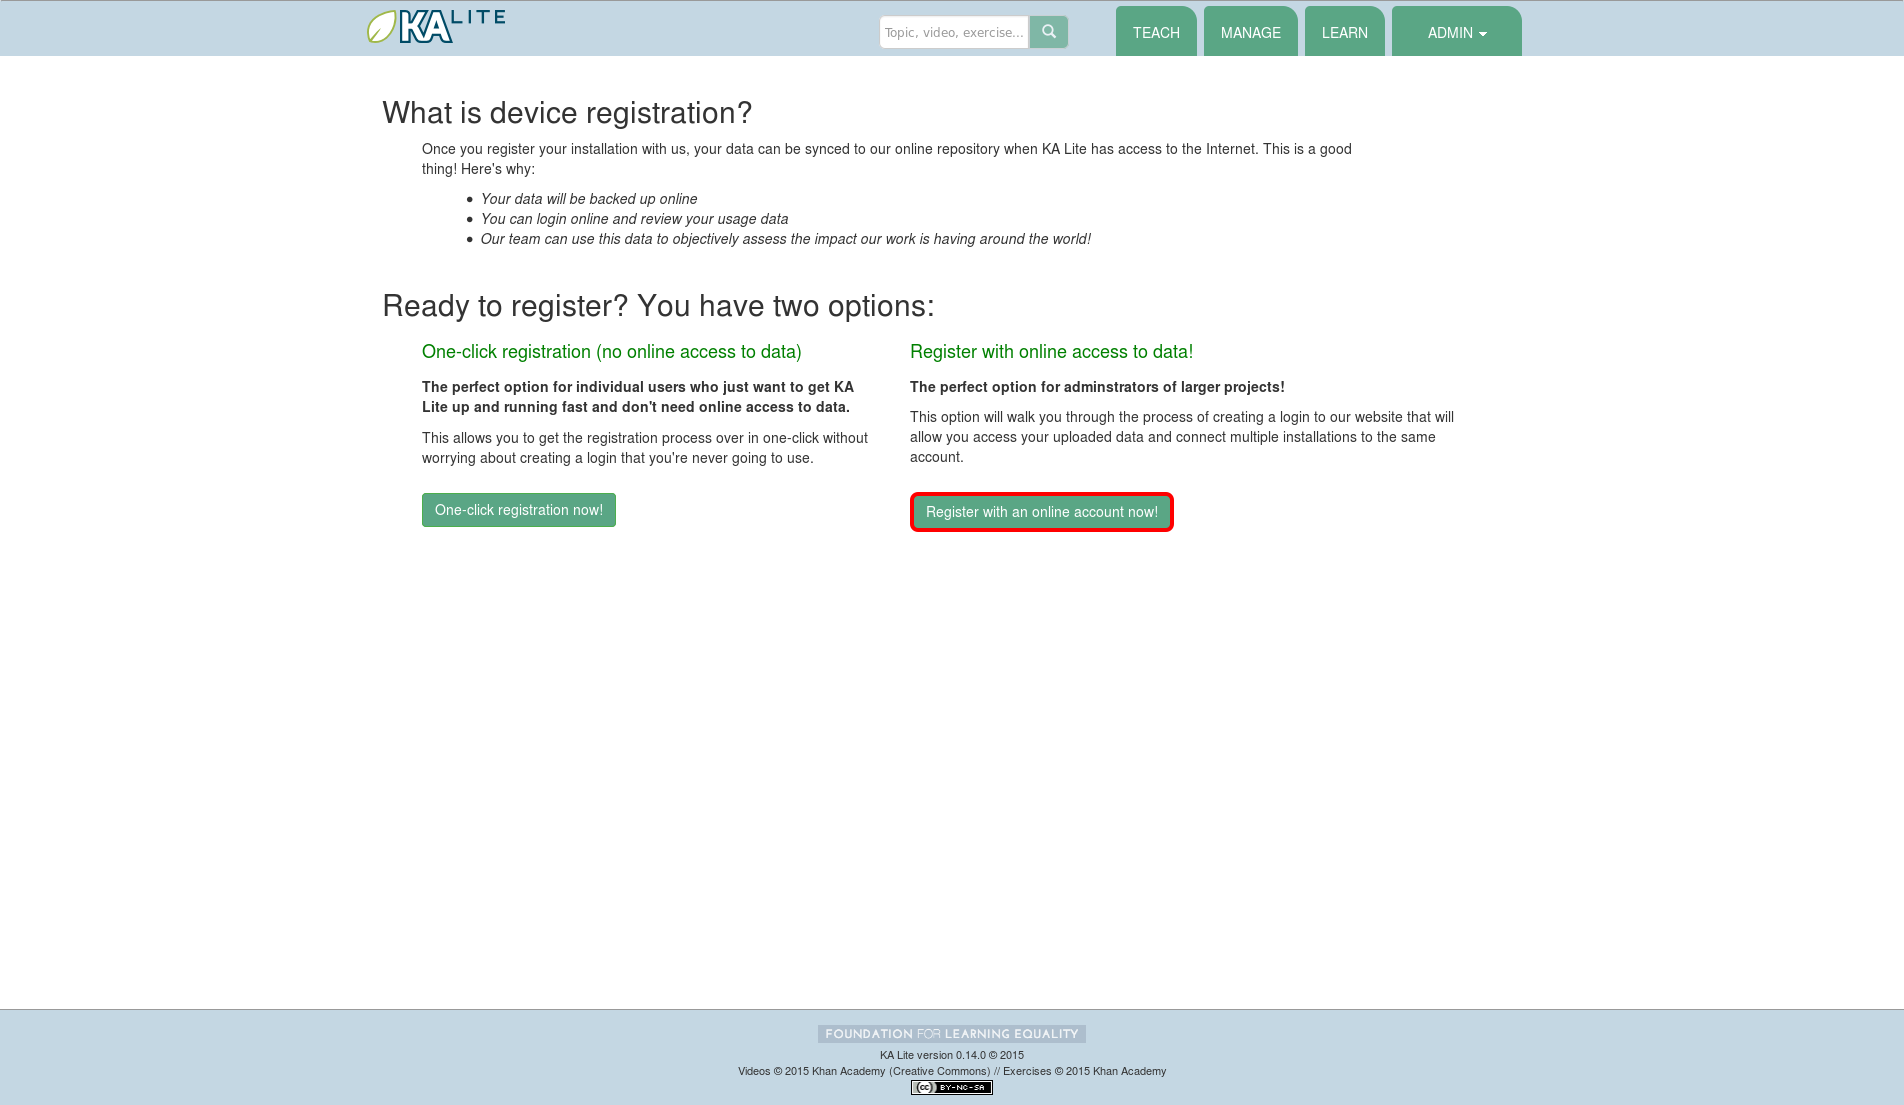 KA LITE
Topic, video, exercise...
TEACH
MANAGE
LEARN
ADMIN
What is device registration?
Once you register your installation with us, your data can be synced to our online repository when KA Lite has access to the Internet. This is a good
thing! Here's why:
Your data will be backed up online
You can login online and review your usage data
Our team can use this data to objectively assess the impact our work is having around the world!
Ready to register? You have two options:
One-click registration (no online access to data)
The perfect option for individual users who just want to get KA
Lite up and running fast and don't need online access to data.
This allows you to get the registration process over in one-click without
worrying about creating a login that you're never going to use.
One-click registration now!
Register with online access to data!
The perfect option for adminstrators of larger projects!
This option will walk you through the process of creating a login to our website that will
allow you access your uploaded data and connect multiple installations to the same
account.
Register with an online account now!
FOUNDATION FOR LEARNING EQUALITY
KA Lite version 0.14.0 © 2015
Videos © 2015 Khan Academy (Creative Commons) // Exercises © 2015 Khan Academy
cc BY-NC-SA